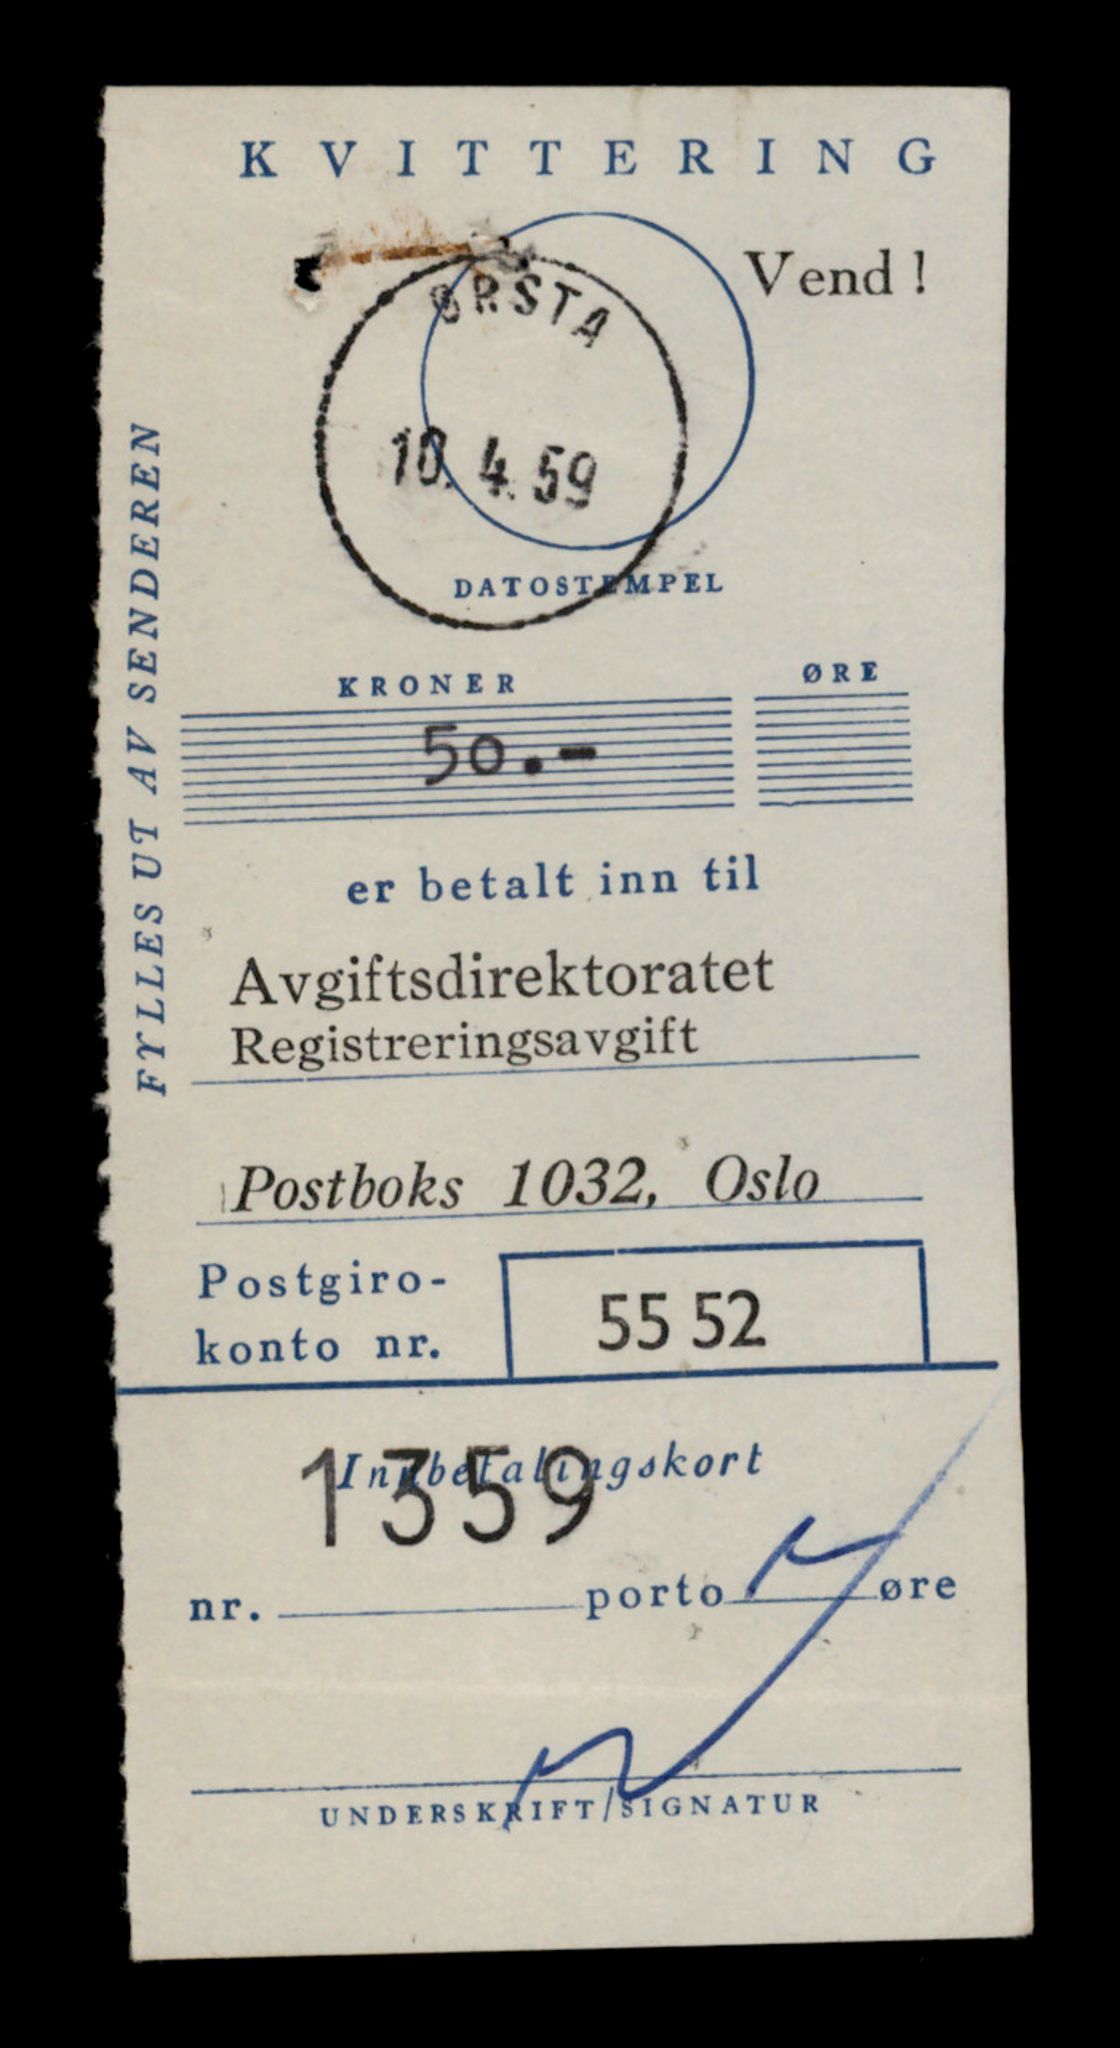 KVITTERING
Vend !
ØRSTA
10. 4. 59
DATOSTEMPEL
FYLLES UT AV SENDEREN
KRONER
ØRE
50.-
er betalt inn til
Avgiftsdirektoratet
Registreringsavgift
Postboks 1032, Oslo
Postgiro-
konto nr.
55 52
Innbetalingskort
1359
nr. porto øre
UNDERSKRIFT/SIGNATUR